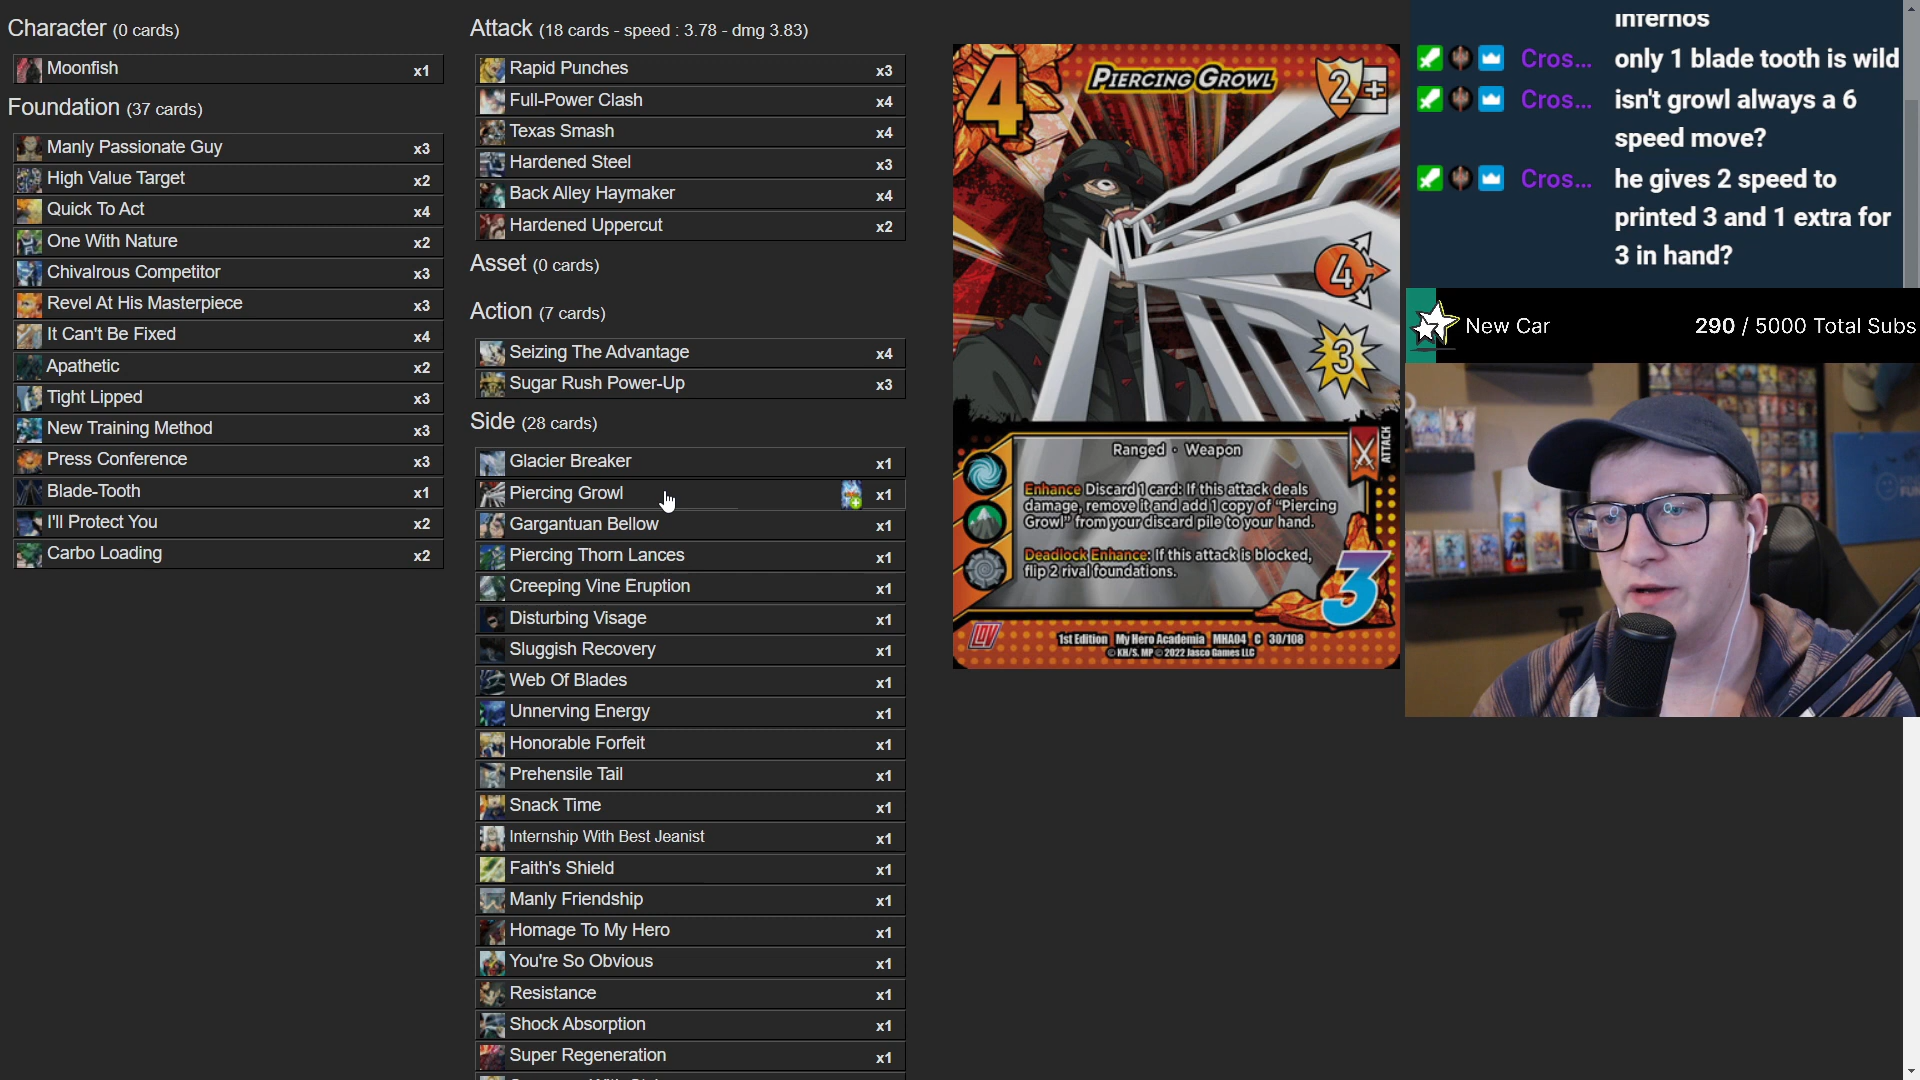 Character (0 cards)
Moonfish x1
Foundation (37 cards)
Manly Passionate Guy x3
High Value Target x2
Quick To Act x4
One With Nature x2
Chivalrous Competitor x3
Revel At His Masterpiece x3
It Can't Be Fixed x4
Apathetic x2
Tight Lipped x3
New Training Method x3
Press Conference x3
Blade-Tooth x1
I'll Protect You x2
Carbo Loading x2
Attack (18 cards - speed : 3.78 - dmg 3.83)
Rapid Punches x3
Full-Power Clash x4
Texas Smash x4
Hardened Steel x3
Back Alley Haymaker x4
Hardened Uppercut x2
Asset (0 cards)
Action (7 cards)
Seizing The Advantage x4
Sugar Rush Power-Up x3
Side (28 cards)
Glacier Breaker x1
Piercing Growl x1
Gargantuan Bellow x1
Piercing Thorn Lances x1
Creeping Vine Eruption x1
Disturbing Visage x1
Sluggish Recovery x1
Web Of Blades x1
Unnerving Energy x1
Honorable Forfeit x1
Prehensile Tail x1
Snack Time x1
Internship With Best Jeanist x1
Faith's Shield x1
Manly Friendship x1
Homage To My Hero x1
You're So Obvious x1
Resistance x1
Shock Absorption x1
Super Regeneration x1
4
Piercing Growl
2+
4
3
Ranged • Weapon
ATTACK
Enhance Discard 1 card: If this attack deals
damage, remove it and add 1 copy of "Piercing
Growl" from your discard pile to your hand.
Deadlock Enhance: If this attack is blocked,
flip 2 rival foundations.
3
LOV
1st Edition My Hero Academia MHA04 C 30/108
© KH/S. MP © 2022 Jasco Games LLC
infernos
Cros... only 1 blade tooth is wild
Cros... isn't growl always a 6
speed move?
Cros... he gives 2 speed to
printed 3 and 1 extra for
3 in hand?
New Car 290 / 5000 Total Subs